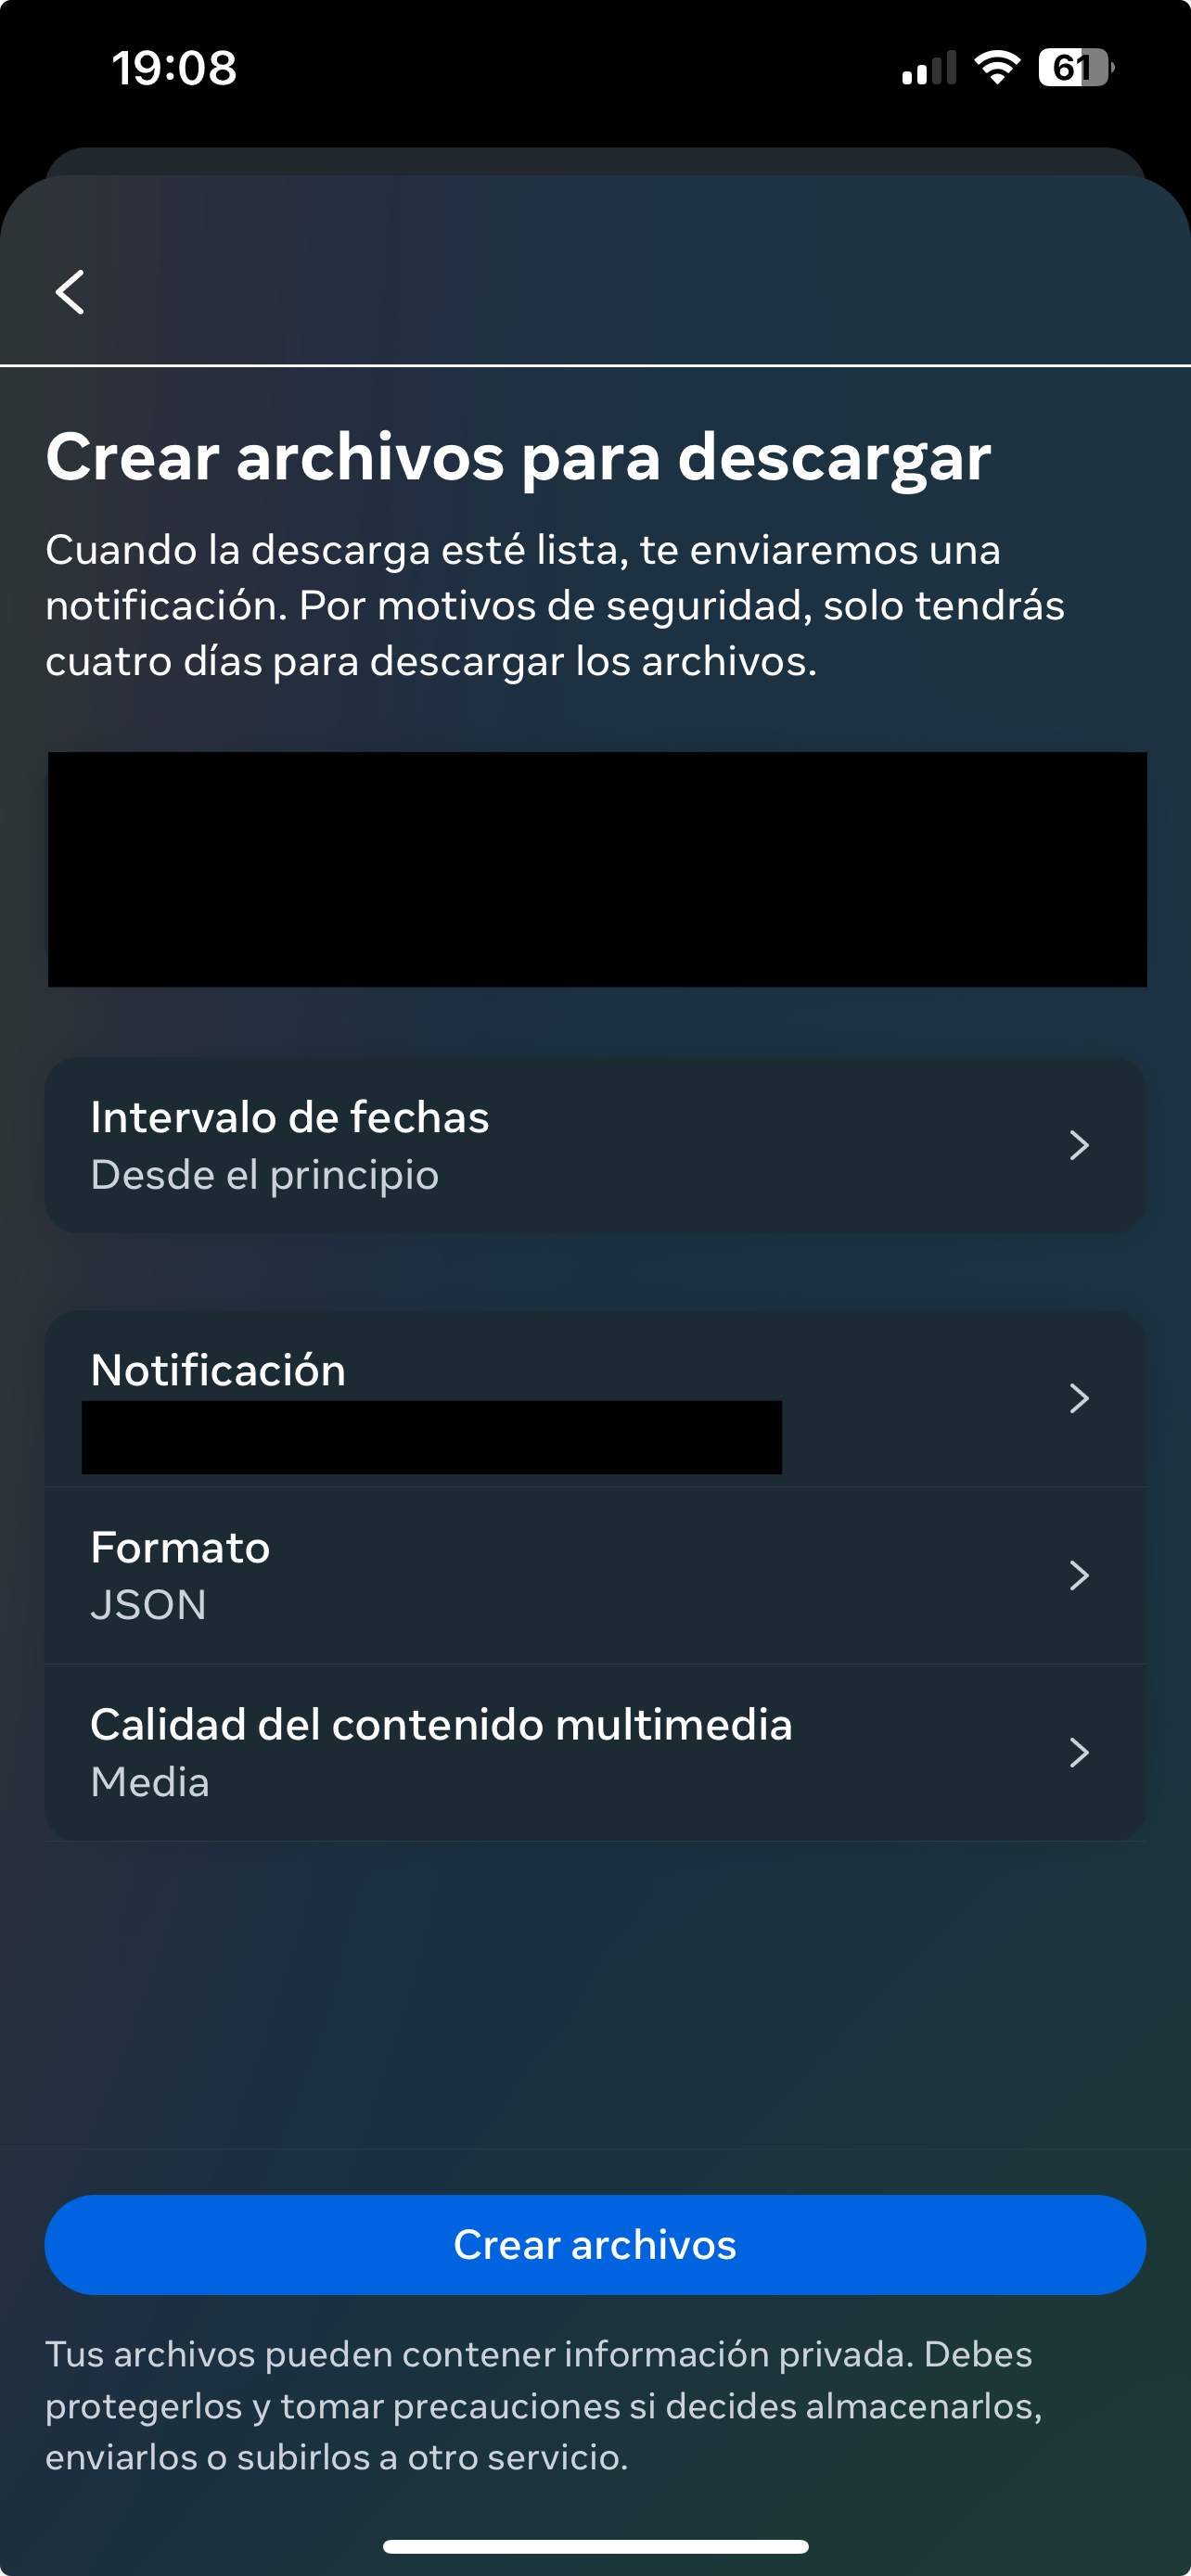 19:08
61
Crear archivos para descargar
Cuando la descarga esté lista, te enviaremos una
notificación. Por motivos de seguridad, solo tendrás
cuatro días para descargar los archivos.
Intervalo de fechas
Desde el principio
Notificación
Formato
JSON
Calidad del contenido multimedia
Media
Crear archivos
Tus archivos pueden contener información privada. Debes
protegerlos y tomar precauciones si decides almacenarlos,
enviarlos o subirlos a otro servicio.